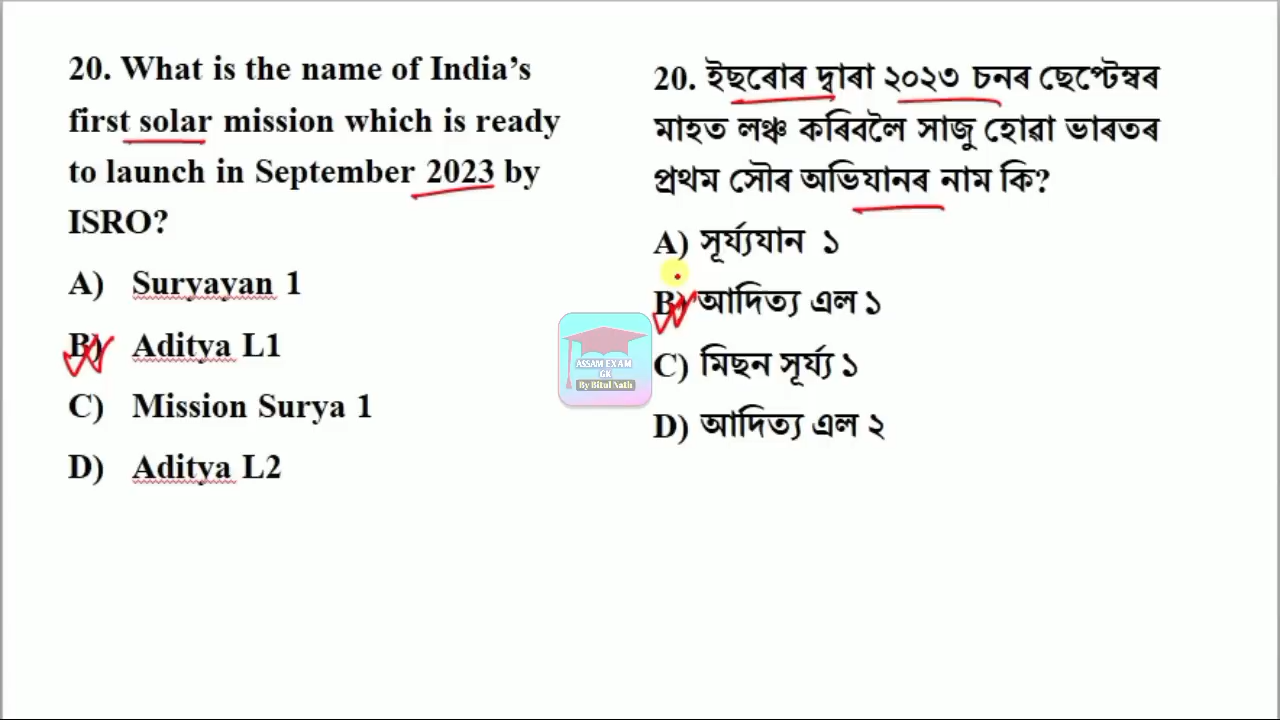 20. What is the name of India's
first solar mission which is ready
to launch in September 2023 by
ISRO?
A) Suryayan 1
B) Aditya L1
C) Mission Surya 1
D) Aditya L2
20. ইছৰোৰ দ্বাৰা ২০২৩ চনৰ ছেপ্টেম্বৰ
মাহত লঞ্চ কৰিবলৈ সাজু হোৱা ভাৰতৰ
প্ৰথম সৌৰ অভিযানৰ নাম কি?
A) সূৰ্য্যযান ১
B) আদিত্য এল ১
C) মিছন সূৰ্য্য ১
D) আদিত্য এল ২
ASSAM EXAM
GK
By Bitul Nath